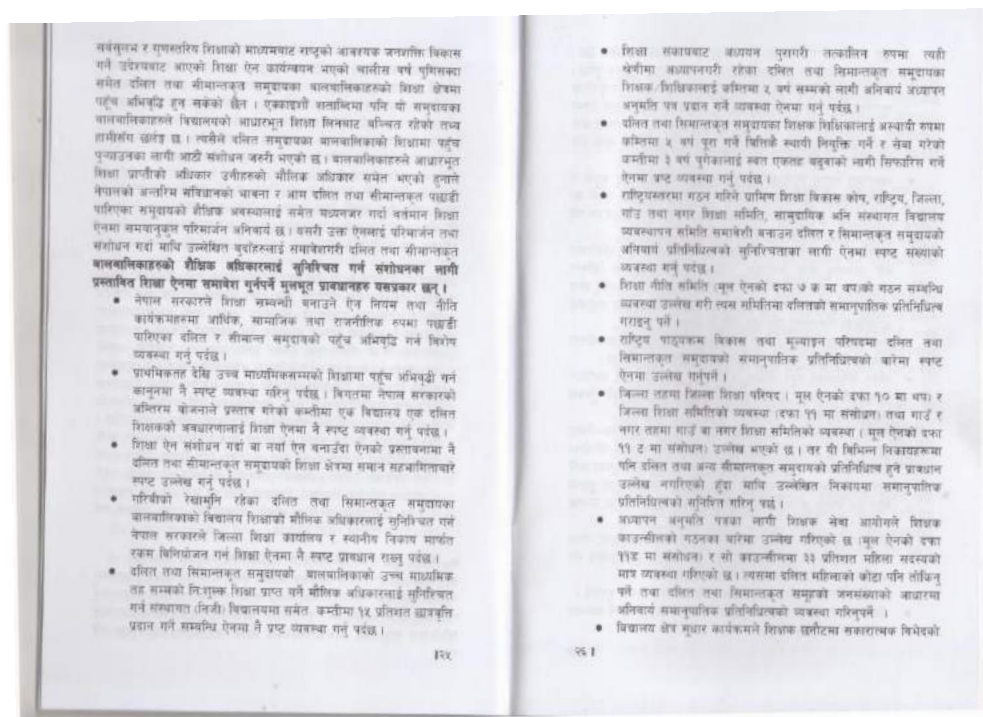 सर्वसुलभ र गुणस्तरिय शिक्षाको माध्यमबाट राष्ट्रको आवश्यक जनशक्ति विकास
गर्ने उद्देश्यबाट आएको शिक्षा ऐन कार्यन्वयन भएको चालीस वर्ष पुगिसक्दा
समेत दलित तथा सीमान्तकृत समुदायका बालबालिकाहरुको शिक्षा क्षेत्रमा
पहुँच अभिवृद्धि हुन सकेको छैन । एक्काइशौं शताब्दिमा पनि यो समुदायका
बालबालिकाहरुले विद्यालयको आधारभूत शिक्षा लिनबाट बञ्चित रहेको तथ्य
हामीसंग छर्लङ्ग छ । त्यसैले दलित समुदायका बालबालिकाको शिक्षामा पहुँच
पुऱ्याउनका लागी आठौ संशोधन जरुरी भएको छ । बालबालिकाहरुले आधारभूत
शिक्षा प्राप्तीको अधिकार उनीहरुको मौलिक अधिकार समेत भएको हुनाले
नेपालको अन्तरिम संविधानको भावना र आम दलित तथा सीमान्तकृत पछाडी
पारिएका समुदायको शैक्षिक अवस्थालाई समेत मध्यनजर गर्दा वर्तमान शिक्षा
ऐनमा समयानुकुल परिमार्जन अनिवार्य छ । यसरी उक्त ऐनलाई परिमार्जन तथा
संशोधन गर्दा माथि उल्लेखित बुदाँहरुलाई समावेशगरी दलित तथा सीमान्तकृत
बालबालिकाहरुको शैक्षिक अधिकारलाई सुनिश्चित गर्न संशोधनका लागी
प्रस्तावित शिक्षा ऐनमा समावेश गुर्नपर्ने मूलभूत प्रावधानहरु यसप्रकार छन् ।
• नेपाल सरकारले शिक्षा सम्वन्धी बनाउने ऐन नियम तथा नीति
कार्यक्रमहरुमा आर्थिक, सामाजिक तथा राजनीतिक रुपमा पछाडी
पारिएका दलित र सीमान्त समुदायको पहुँच अभिवृद्धि गर्न विशेष
व्यवस्था गर्नु पर्दछ ।
• प्राथमिकतह देखि उच्च माध्यमिकसम्मको शिक्षामा पहुँच अभिवृद्धी गर्न
कानुनमा नै स्पष्ट व्यवस्था गरिनु पर्दछ । बिगतमा नेपाल सरकारको
अन्तिरम योजनाले प्रस्ताव गरेको कम्तीमा एक विद्यालय एक दलित
शिक्षकको अवधारणालाई शिक्षा ऐनमा नै स्पष्ट व्यवस्था गर्नु पर्दछ ।
• शिक्षा ऐन संशोधन गर्दा वा नयाँ ऐन बनाउँदा ऐनको प्रस्तावनामा नै
दलित तथा सीमान्तकृत समुदायको शिक्षा क्षेत्रमा समान सहभागिताबारे
स्पष्ट उल्लेख गर्नु पर्दछ ।
• गरिवीको रेखामुनि रहेका दलित तथा सिमान्तकृत समुदायका
बालबालिकाको विद्यालय शिक्षाको मौलिक अधिकारलाई सुनिश्चित गर्न
नेपाल सरकारले जिल्ला शिक्षा कार्यालय र स्थानीय निकाय मार्फत
रकम विनियोजन गर्न शिक्षा ऐनमा नै स्पष्ट प्रावधान राख्नु पर्दछ ।
• दलित तथा सिमान्तकृत समुदायको बालबालिकाको उच्च माध्यमिक
तह सम्मको निःशुल्क शिक्षा प्राप्त गर्ने मौलिक अधिकारलाई सुनिश्चित
गर्न संस्थागत (निजी) विद्यालयमा समेत कम्तीमा १५ प्रतिशत छात्रवृत्ति
प्रदान गर्ने सम्बन्धि ऐनमा नै प्रष्ट व्यवस्था गर्नु पर्दछ ।
।२५
• शिक्षा संकायबाट अध्ययन पुरागरी तत्कालिन रुपमा त्यही
श्रेणीमा अध्यापनगरी रहेका दलित तथा सिमान्तकृत समुदायका
शिक्षक/शिक्षिकालाई कम्तिमा ५ वर्ष सम्मको लागी अनिवार्य अध्यापन
अनुमति पत्र प्रदान गर्ने व्यवस्था ऐनमा गर्नु पर्दछ ।
• दलित तथा सिमान्तकृत समुदायका शिक्षक शिक्षिकालाई अस्थायी रुपमा
कम्तिमा ५ वर्ष पुरा गर्ने बितिकै स्थायी नियुक्ति गर्ने र सेवा गरेको
कम्तीमा ३ वर्ष पुगेकालाई स्वत एकतह बढुवाको लागी सिफारिस गर्ने
ऐनमा प्रष्ट व्यवस्था गर्नु पर्दछ ।
• राष्ट्रियस्तरमा गठन गरिने ग्रामिण शिक्षा विकास कोष, राष्ट्रिय, जिल्ला,
गाउँ तथा नगर शिक्षा समिति, सामुदायिक अनि संस्थागत विद्यालय
व्यवस्थापन समिति समावेशी बनाउन दलित र सिमान्तकृत समुदायको
अनिवार्य प्रतिनिधित्वको सुनिश्चितताका लागी ऐनमा स्पष्ट संख्याको
व्यवस्था गर्नु पर्दछ ।
• शिक्षा नीति समिति (मूल ऐनको दफा ७ क मा थप)को गठन सम्बन्धि
व्यवस्था उल्लेख गरी त्यस समितिमा दलितको समानुपातिक प्रतिनिधित्व
गराइनु पर्ने ।
• राष्ट्रिय पाठ्यक्रम विकास तथा मूल्याङ्कन परिषदमा दलित तथा
सिमान्तकृत समुदायको समानुपातिक प्रतिनिधित्वको बारेमा स्पष्ट
ऐनमा उल्लेख गर्नुपर्ने ।
• जिल्ला तहमा जिल्ला शिक्षा परिषद ( मूल ऐनको दफा १० मा थप) र
जिल्ला शिक्षा समितिको व्यवस्था (दफा ११ मा संसोधन) तथा गाउँ र
नगर तहमा गाउँ वा नगर शिक्षा समितिको व्यवस्था ( मूल ऐनको दफा
११ ट मा संसोधन) उल्लेख भएको छ । तर यी विभिन्न निकायहरुमा
पनि दलित तथा अन्य सीमान्तकृत समुदायको प्रतिनिधित्व हुने प्रावधान
उल्लेख नगरिएको हुँदा माथि उल्लेखित निकायमा समानुपातिक
प्रतिनिधित्वको सुनिश्चित गरिनु पर्छ ।
• अध्यापन अनुमति पत्रका लागी शिक्षक सेवा आयोगले शिक्षक
काउन्सीलको गठनका बारेमा उल्लेख गरिएको छ (मूल ऐनको दफा
११ड मा संसोधन) र सो काउन्सीलमा ३३ प्रतिशत महिला सदस्यको
मात्र व्यवस्था गरिएको छ । त्यसमा दलित महिलाको कोटा पनि तोकिनु
पर्ने तथा दलित तथा सिमान्तकृत समुहको जनसंख्याको आधारमा
अनिवार्य समानुपातिक प्रतिनिधित्वको व्यवस्था गरिनुपर्ने ।
• विद्यालय क्षेत्र सुधार कार्यक्रमले शिक्षक छनौटमा सकारात्मक विभेदको
२६।